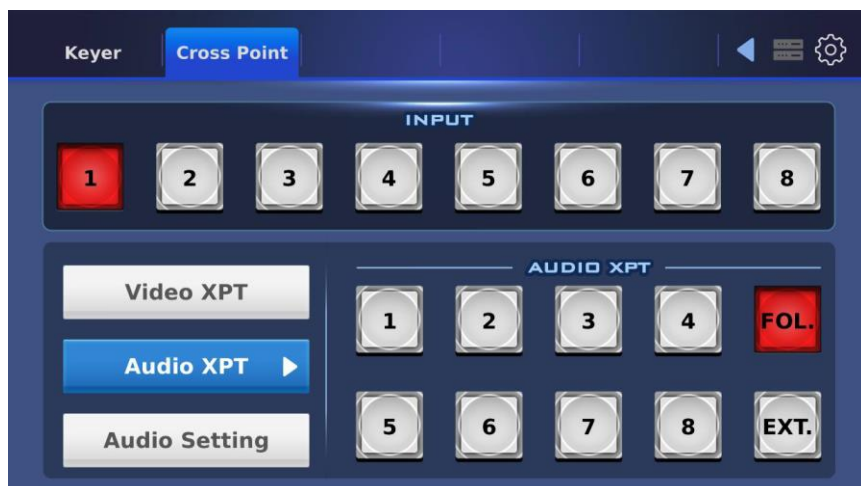 Keyer Cross Point
INPUT
1 2 3 4 5 6 7 8
Video XPT
Audio XPT
Audio Setting
AUDIO XPT
1 2 3 4 FOL.
5 6 7 8 EXT.